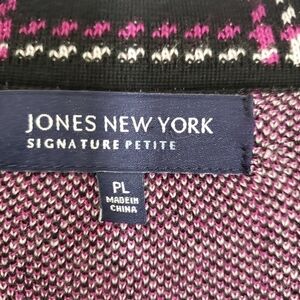 JONES NEW YORK
SIGNATURE PETITE
PL
MADE IN
CHINA